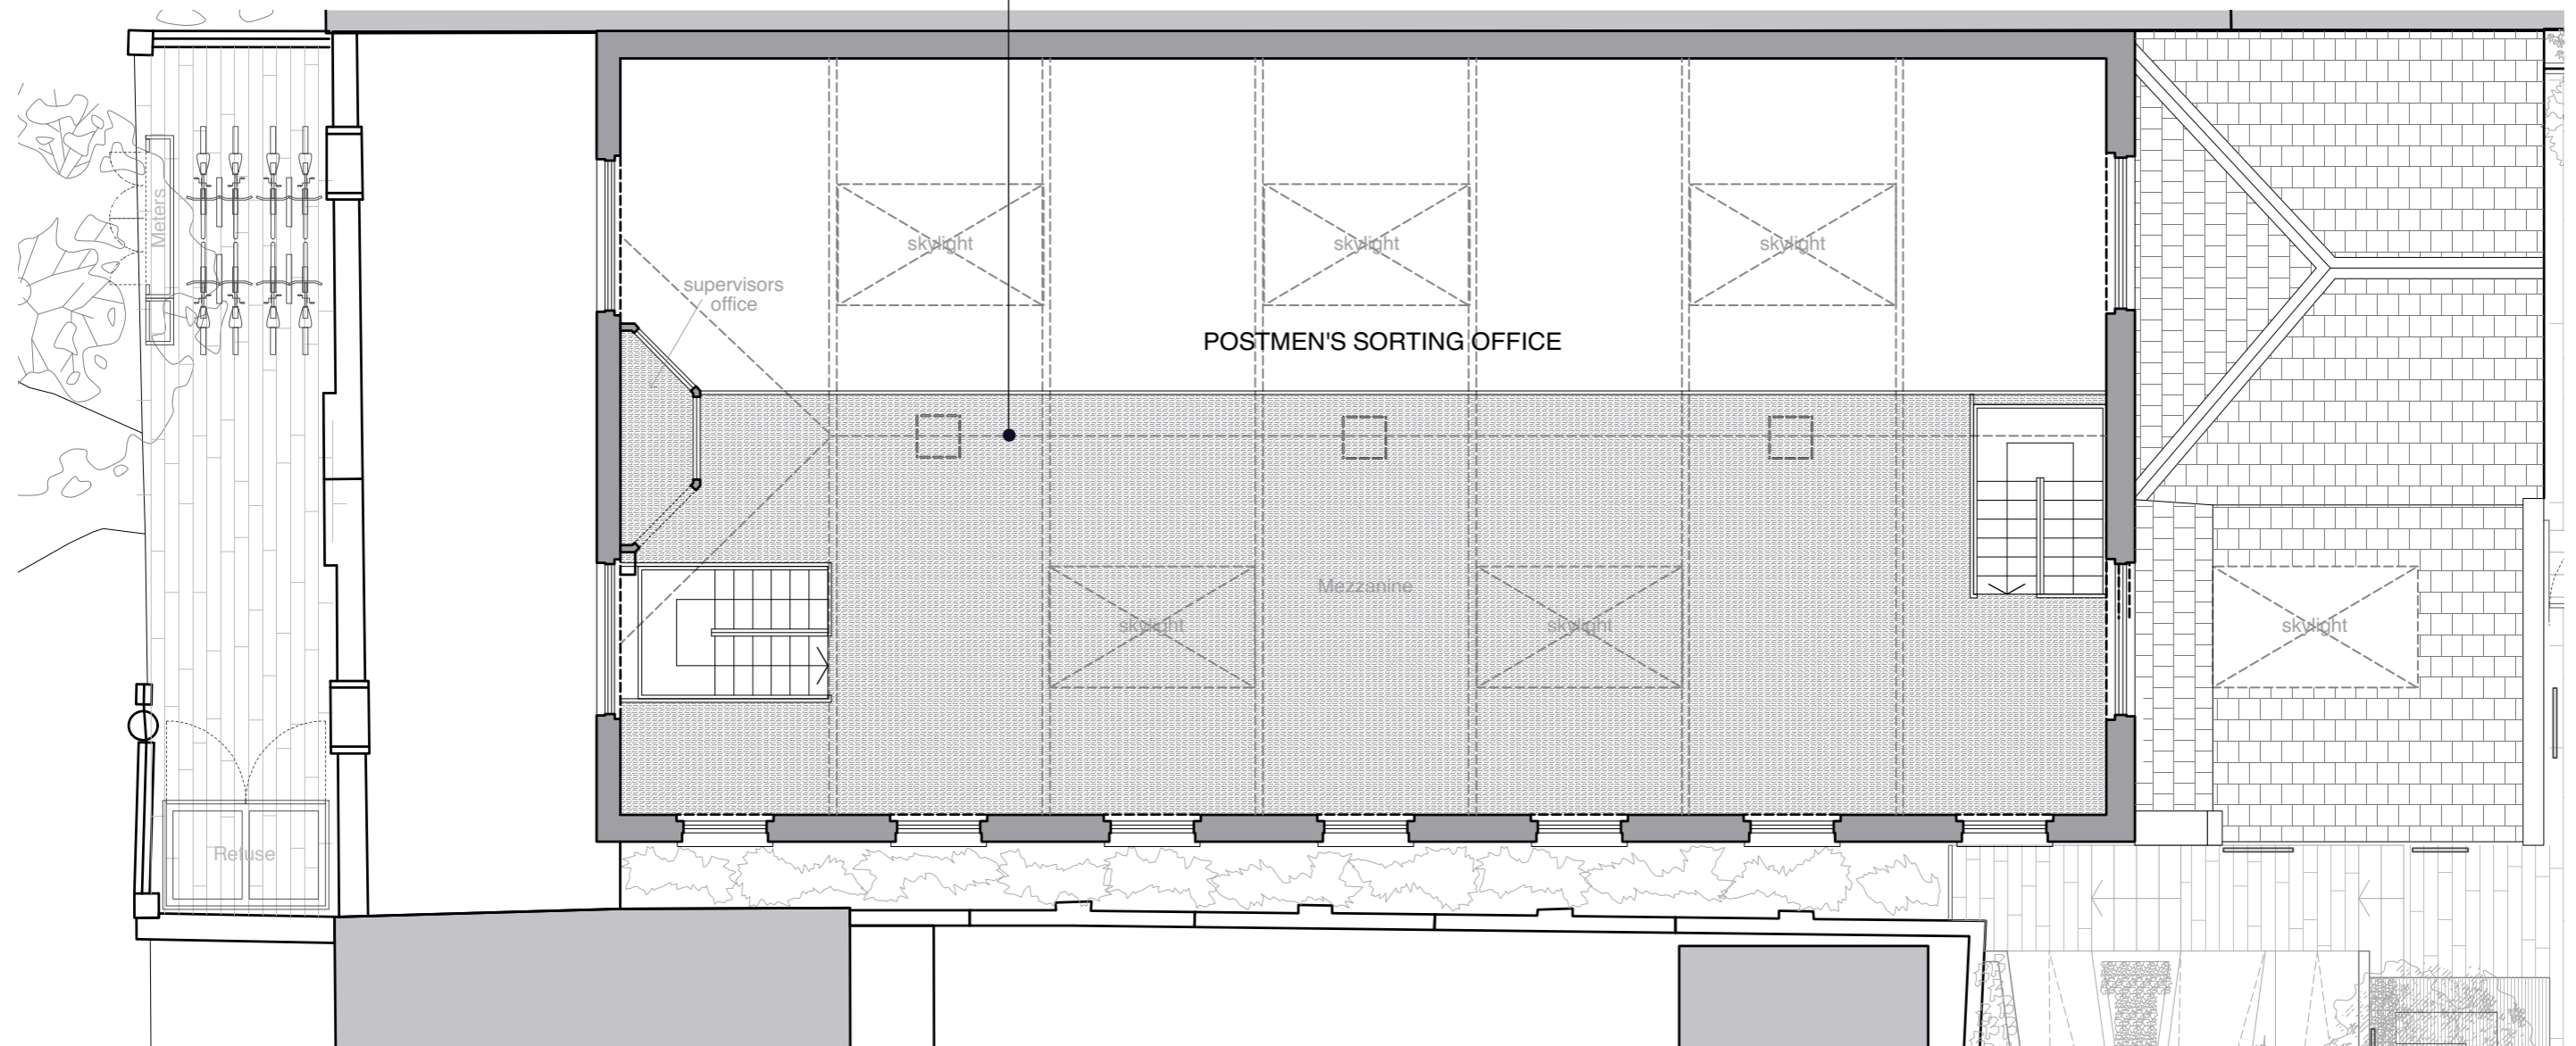 Meters
skylight
skylight
skylight
supervisors
office
POSTMEN'S SORTING OFFICE
Mezzanine
skylight
skylight
skylight
Refuse